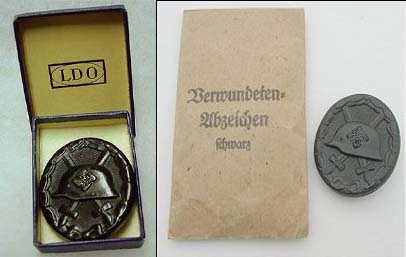 LDO
Verwundeten-
Abzeichen
schwarz